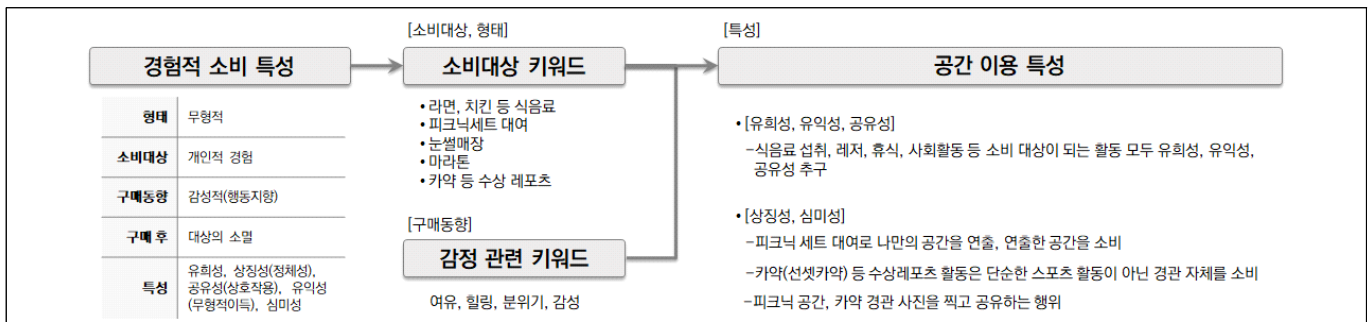 [소비대상, 형태]
[특성]
경험적 소비 특성
소비대상 키워드
공간 이용 특성
형태 무형적
소비대상 개인적 경험
구매동향 감성적(행동지향)
구매 후 대상의 소멸
특성 유희성, 상징성(정체성),
공유성(상호작용), 유익성
(무형적이득), 심미성
• 라면, 치킨 등 식음료
• 피크닉세트 대여
• 눈썰매장
• 마라톤
• 카약 등 수상 레포츠
[구매동향]
감정 관련 키워드
여유, 힐링, 분위기, 감성
• [유희성, 유익성, 공유성]
–식음료 섭취, 레저, 휴식, 사회활동 등 소비 대상이 되는 활동 모두 유희성, 유익성,
공유성 추구
• [상징성, 심미성]
–피크닉 세트 대여로 나만의 공간을 연출, 연출한 공간을 소비
–카약(선셋카약) 등 수상레포츠 활동은 단순한 스포츠 활동이 아닌 경관 자체를 소비
–피크닉 공간, 카약 경관 사진을 찍고 공유하는 행위